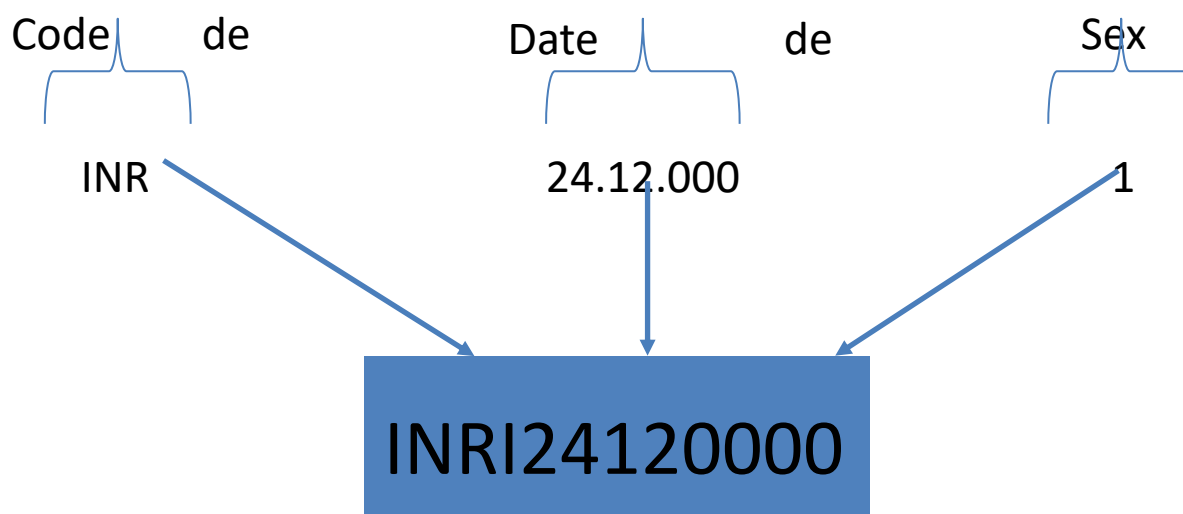 Code de Date de Sex
INR 24.12.000 1
INRI24120000